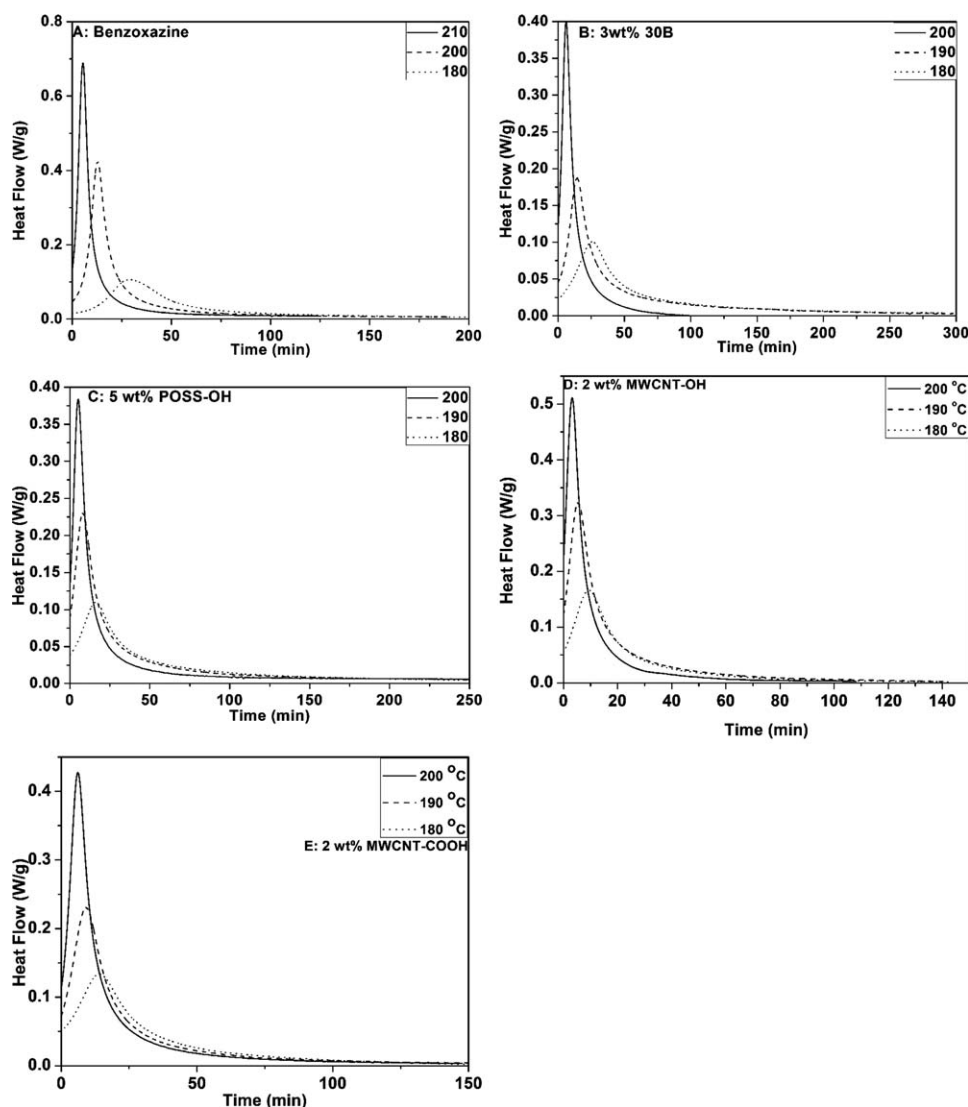 A: Benzoxazine
210
200
180
0.8
0.6
0.4
0.2
0.0
Heat Flow (W/g)
0 50 100 150 200
Time (min)
B: 3wt% 30B
200
190
180
0.40
0.35
0.30
0.25
0.20
0.15
0.10
0.05
0.00
Heat Flow (W/g)
0 50 100 150 200 250 300
Time (min)
C: 5 wt% POSS-OH
200
190
180
0.40
0.35
0.30
0.25
0.20
0.15
0.10
0.05
0.00
Heat Flow (W/g)
0 50 100 150 200 250
Time (min)
D: 2 wt% MWCNT-OH
200 °C
190 °C
180 °C
0.5
0.4
0.3
0.2
0.1
0.0
Heat Flow (W/g)
0 20 40 60 80 100 120 140
Time (min)
200 °C
190 °C
180 °C
E: 2 wt% MWCNT-COOH
0.4
0.3
0.2
0.1
0.0
Heat Flow (W/g)
0 50 100 150
Time (min)